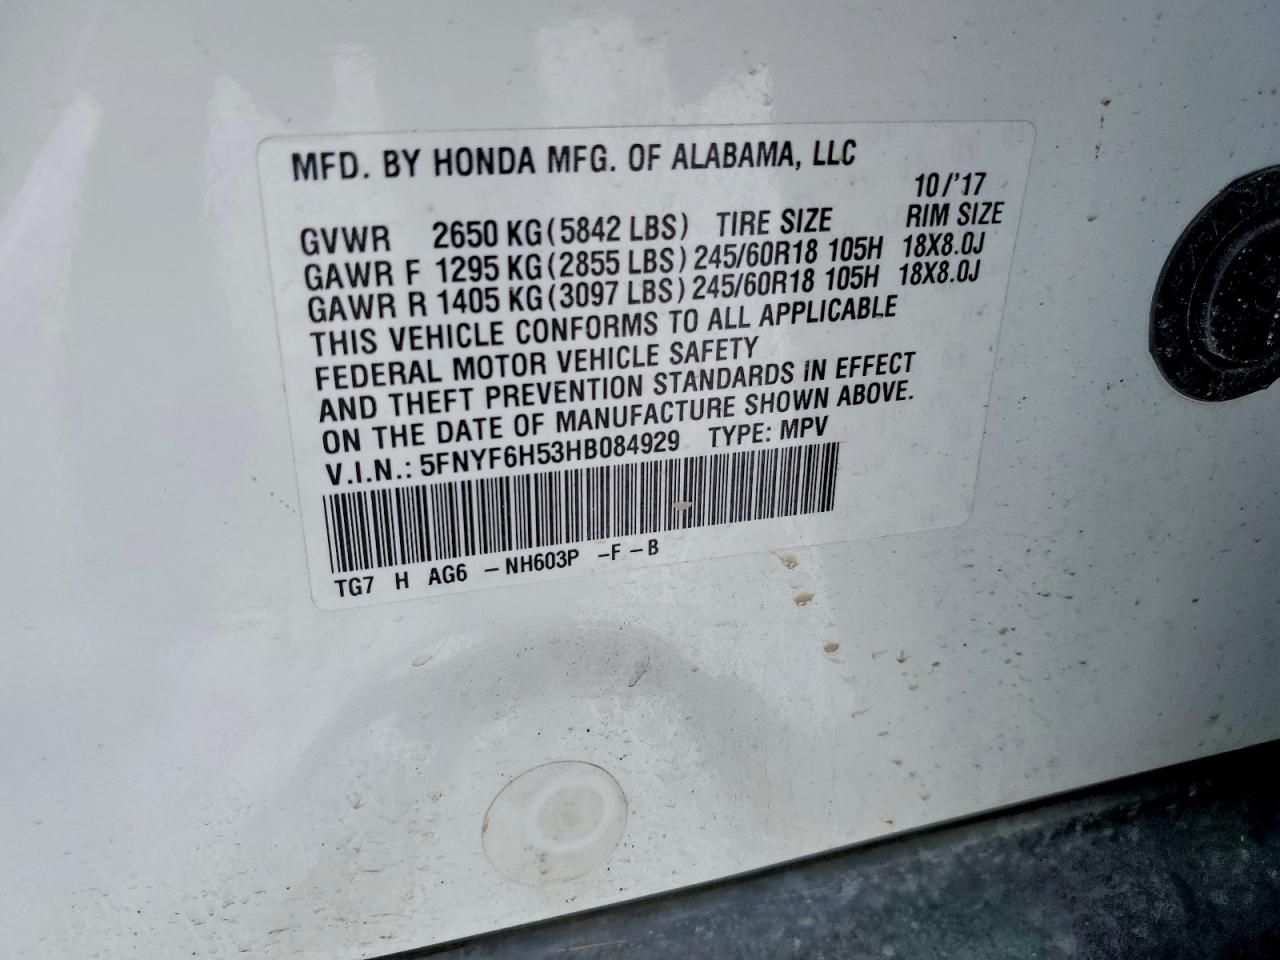 MFD. BY HONDA MFG. OF ALABAMA, LLC
10/'17
GVWR 2650 KG(5842 LBS) TIRE SIZE RIM SIZE
GAWR F 1295 KG(2855 LBS) 245/60R18 105H 18X8.0J
GAWR R 1405 KG(3097 LBS) 245/60R18 105H 18X8.0J
THIS VEHICLE CONFORMS TO ALL APPLICABLE
FEDERAL MOTOR VEHICLE SAFETY
AND THEFT PREVENTION STANDARDS IN EFFECT
ON THE DATE OF MANUFACTURE SHOWN ABOVE.
V.I.N.: 5FNYF6H53HB084929 TYPE: MPV
TG7 H AG6 -NH603P -F-B